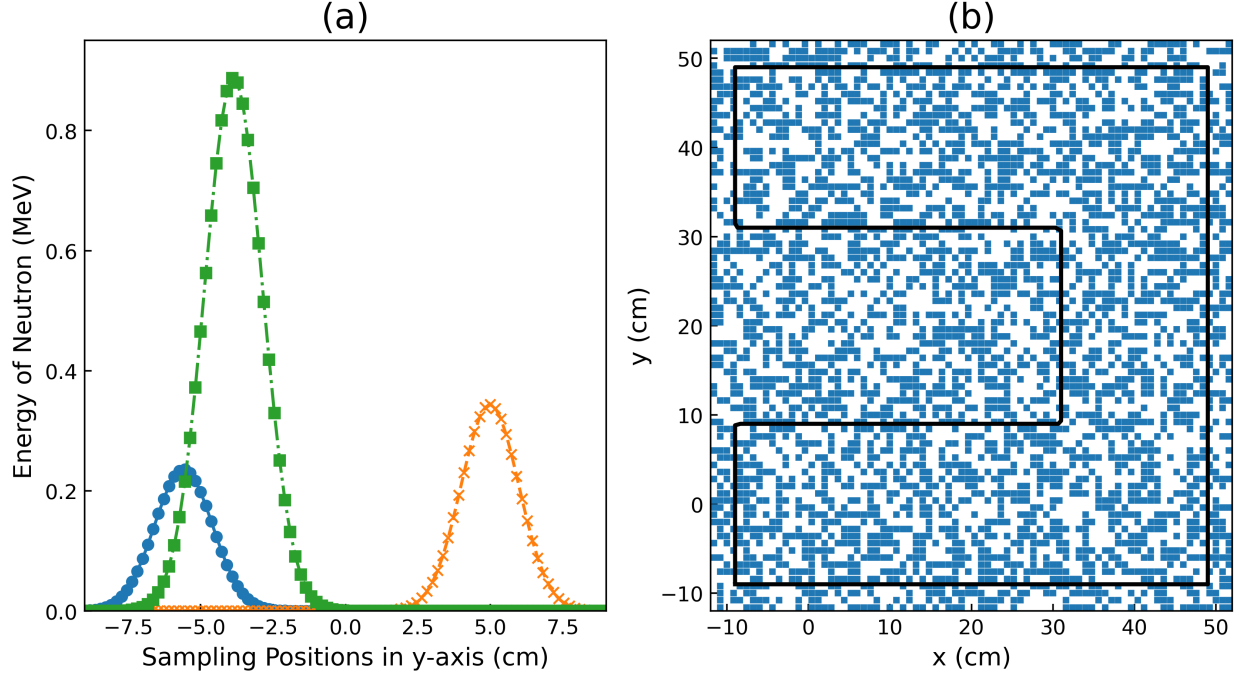 (a)
Energy of Neutron (MeV)
0.8
0.6
0.4
0.2
0.0
−7.5 −5.0 −2.5 0.0 2.5 5.0 7.5
Sampling Positions in y-axis (cm)
(b)
y (cm)
50
40
30
20
10
0
−10
−10 0 10 20 30 40 50
x (cm)